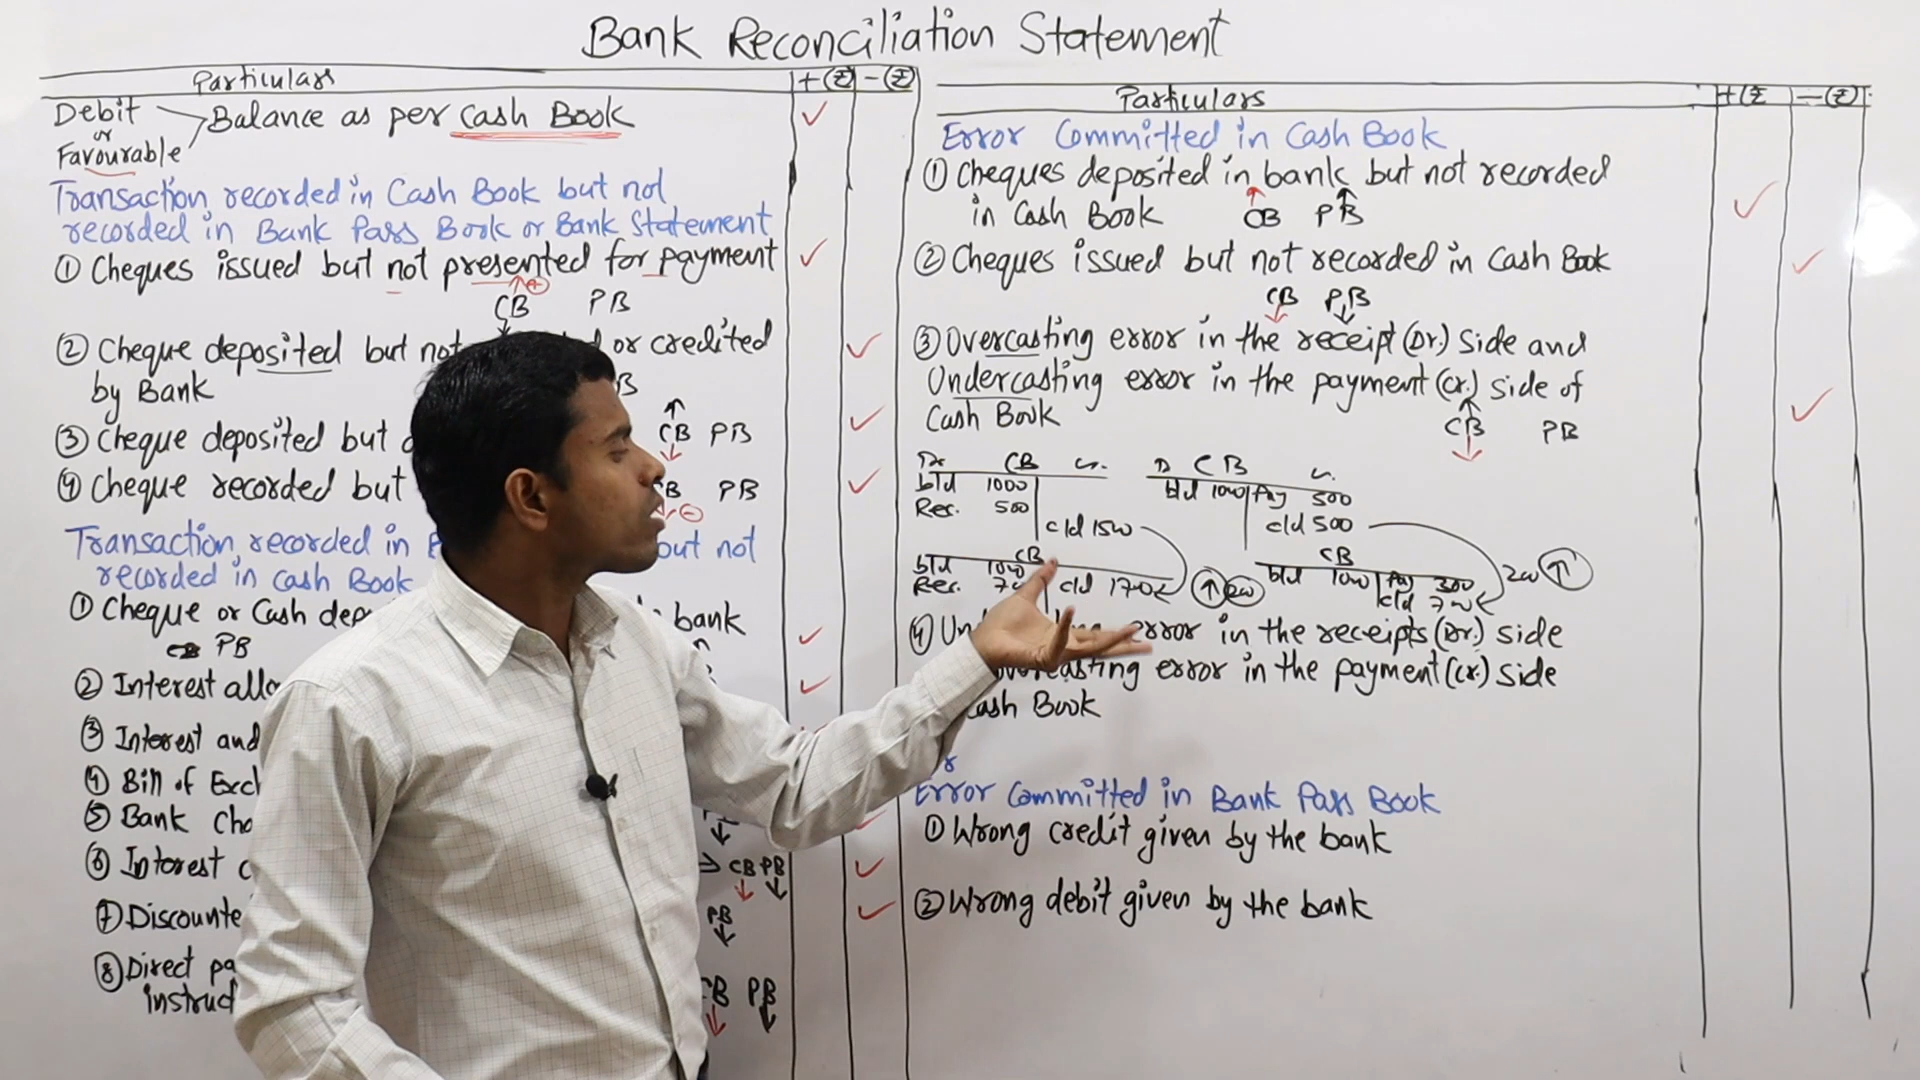 Bank Reconciliation Statement
Particulars +(₹) -(₹)
Debit
or
Favourable
Balance as per Cash Book
Transaction recorded in Cash Book but not
recorded in Bank Pass Book or Bank Statement
① Cheques issued but not presented for payment
CB PB
② Cheque deposited but not or credited
by Bank
③ Cheque deposited but CB PB
④ Cheque recorded but PB
Transaction recorded in but not
recorded in Cash Book
① Cheque or Cash bank
CB PB
② Interest
③ Interest and
④ Bill of
⑤ Bank
⑥ Interest CB PB
⑦ PB
⑧ Direct
PB
Particulars +(₹ -(₹)
Error Committed in Cash Book
① Cheques deposited in bank but not recorded
in Cash Book CB PB
② Cheques issued but not recorded in Cash Book
CB PB
③ Overcasting error in the receipt (Dr.) side and
Undercasting error in the payment (Cr.) side of
Cash Book CB PB
Dr CB Cr.
b/d 1000
Rec. 500
c/d 1500
CB
b/d 1000
Rec. c/d 1700
200
D CB Cr.
b/d 1000 Pay 500
c/d 500
CB
b/d 1000 Pay 300
c/d 700
200
④ error in the receipts (Dr.) side
error in the payment (Cr.) side
Cash Book
Error Committed in Bank Pass Book
① Wrong credit given by the bank
② Wrong debit given by the bank